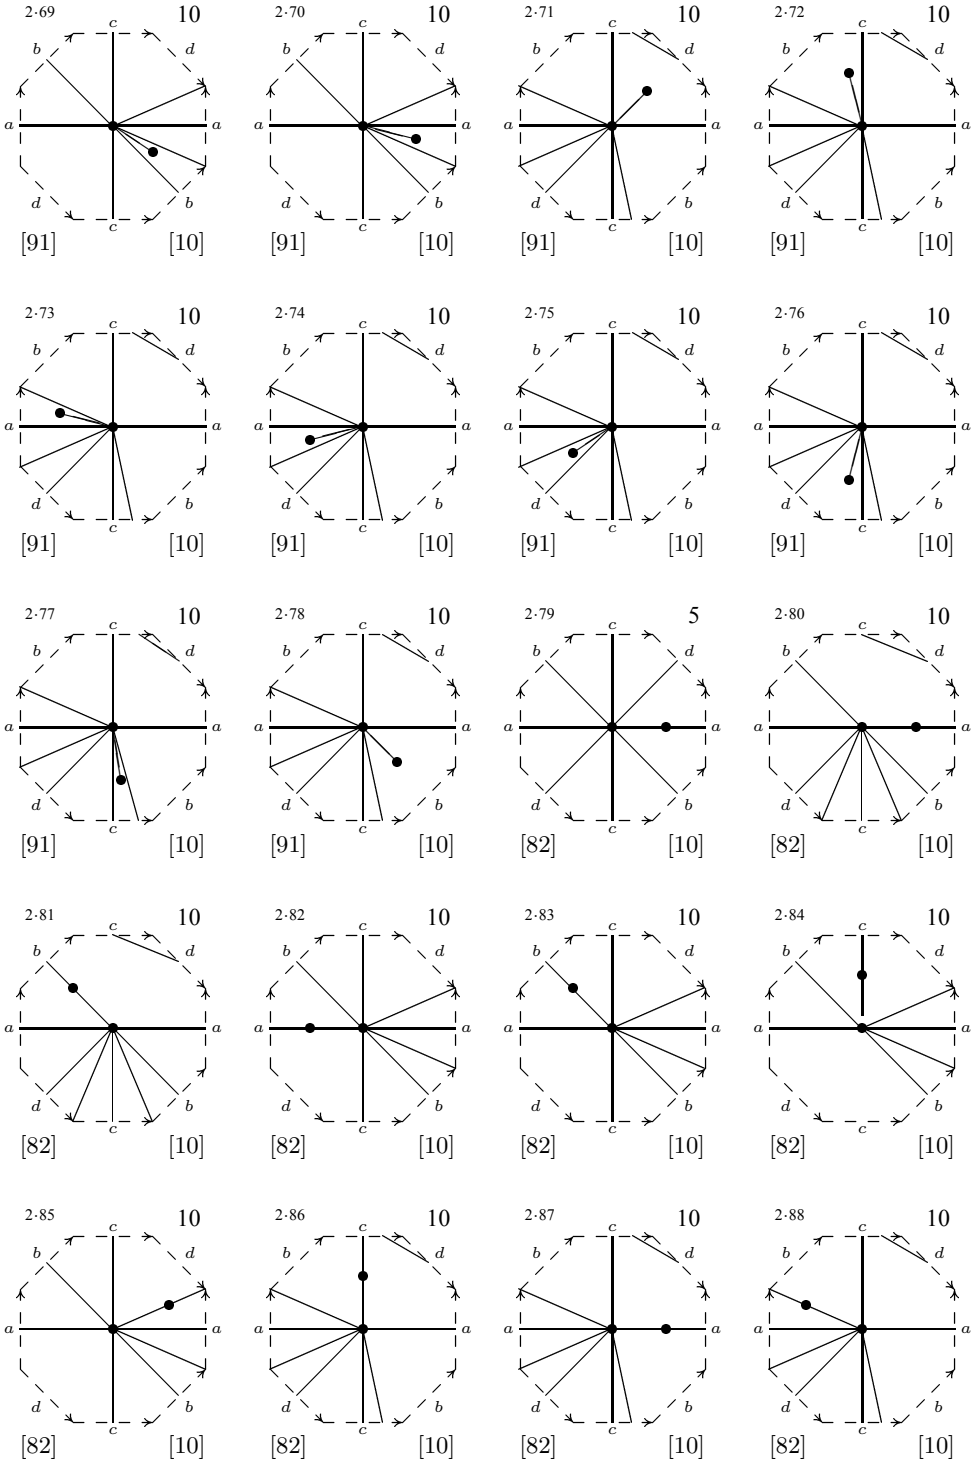 2·69 10 2·70 10 2·71 10 2·72 10
c c c c
b d b d d d
a a a a a a a a
d b d b d b d b
c c c c
[91] [10] [91] [10] [91] [10] [91] [10]
2·73 10 2·74 10 2·75 10 2·76 10
c c c c
b d b d b d b d
a a a a a a a a
d b d b d b d b
c c c c
[91] [10] [91] [10] [91] [10] [91] [10]
2·77 10 2·78 10 2·79 5 2·80 10
c c c c
b d b d b d b d
a a a a a a a a
d b d b d b d b
c c c c
[91] [10] [91] [10] [82] [10] [82] [10]
2·81 10 2·82 10 2·83 10 2·84 10
c c c c
b d b d b d b d
a a a a a a a a
d b d b d b d b
c c c c
[82] [10] [82] [10] [82] [10] [82] [10]
2·85 10 2·86 10 2·87 10 2·88 10
c c c c
b d b d b d b d
a a a a a a a a
d b d b d b d b
c c c c
[82] [10] [82] [10] [82] [10] [82] [10]